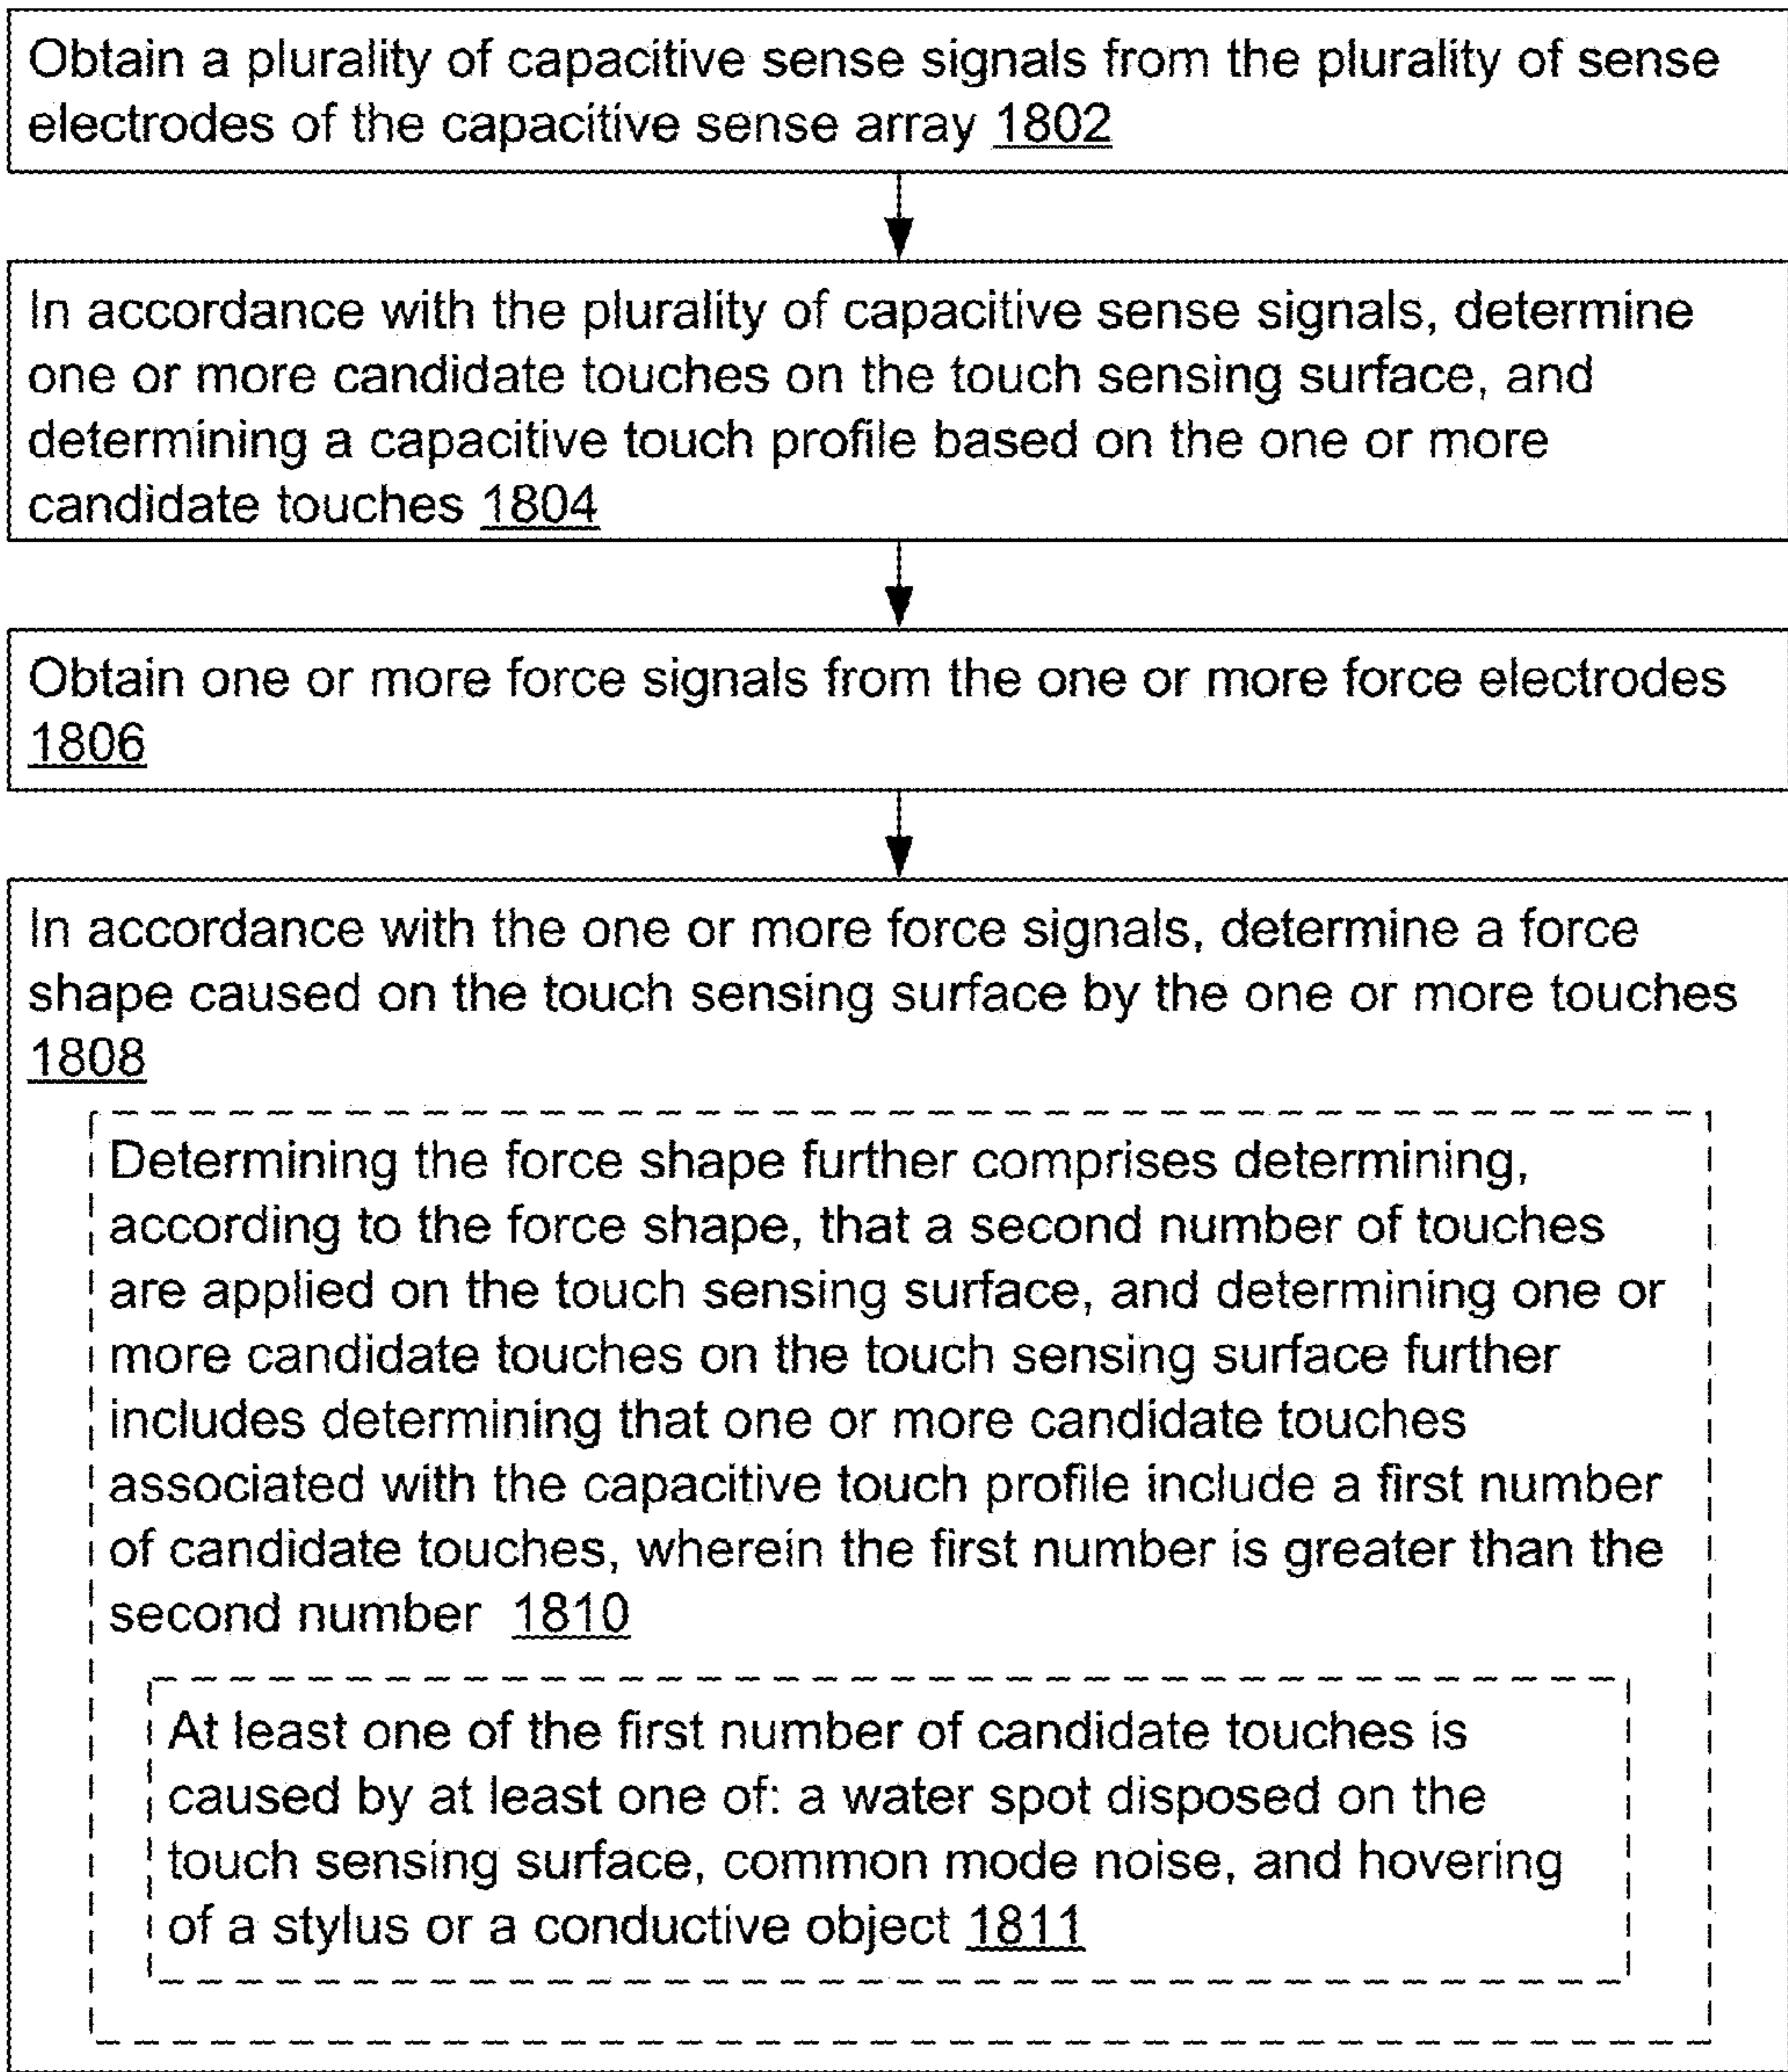 Obtain a plurality of capacitive sense signals from the plurality of sense
electrodes of the capacitive sense array 1802
In accordance with the plurality of capacitive sense signals, determine
one or more candidate touches on the touch sensing surface, and
determining a capacitive touch profile based on the one or more
candidate touches 1804
Obtain one or more force signals from the one or more force electrodes
1806
In accordance with the one or more force signals, determine a force
shape caused on the touch sensing surface by the one or more touches
1808
Determining the force shape further comprises determining,
according to the force shape, that a second number of touches
are applied on the touch sensing surface, and determining one or
more candidate touches on the touch sensing surface further
includes determining that one or more candidate touches
associated with the capacitive touch profile include a first number
of candidate touches, wherein the first number is greater than the
second number 1810
At least one of the first number of candidate touches is
caused by at least one of: a water spot disposed on the
touch sensing surface, common mode noise, and hovering
of a stylus or a conductive object 1811